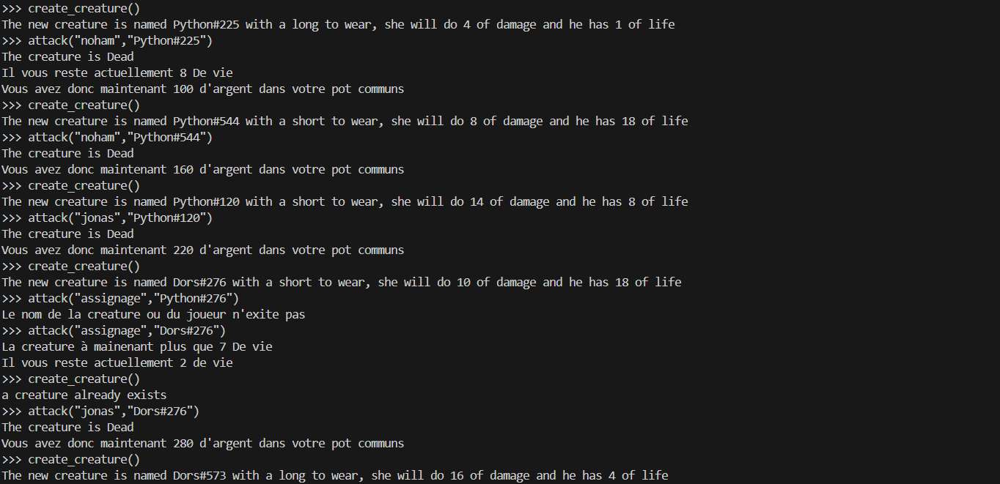 >>> create_creature()
The new creature is named Python#225 with a long to wear, she will do 4 of damage and he has 1 of life
>>> attack("noham","Python#225")
The creature is Dead
Il vous reste actuellement 8 De vie
Vous avez donc maintenant 100 d'argent dans votre pot communs
>>> create_creature()
The new creature is named Python#544 with a short to wear, she will do 8 of damage and he has 18 of life
>>> attack("noham","Python#544")
The creature is Dead
Vous avez donc maintenant 160 d'argent dans votre pot communs
>>> create_creature()
The new creature is named Python#120 with a short to wear, she will do 14 of damage and he has 8 of life
>>> attack("jonas","Python#120")
The creature is Dead
Vous avez donc maintenant 220 d'argent dans votre pot communs
>>> create_creature()
The new creature is named Dors#276 with a short to wear, she will do 10 of damage and he has 18 of life
>>> attack("assignage","Python#276")
Le nom de la creature ou du joueur n'exite pas
>>> attack("assignage","Dors#276")
La creature à mainenant plus que 7 De vie
Il vous reste actuellement 2 de vie
>>> create_creature()
a creature already exists
>>> attack("jonas","Dors#276")
The creature is Dead
Vous avez donc maintenant 280 d'argent dans votre pot communs
>>> create_creature()
The new creature is named Dors#573 with a long to wear, she will do 16 of damage and he has 4 of life